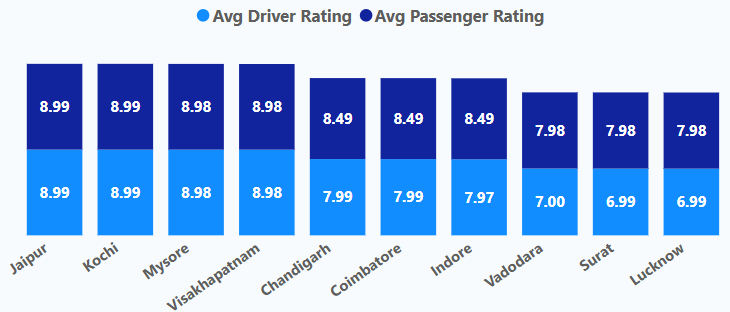 Avg Driver Rating Avg Passenger Rating
8.99 8.99 8.98 8.98 8.49 8.49 8.49 7.98 7.98 7.98
8.99 8.99 8.98 8.98 7.99 7.99 7.97 7.00 6.99 6.99
Jaipur Kochi Mysore Visakhapatnam Chandigarh Coimbatore Indore Vadodara Surat Lucknow